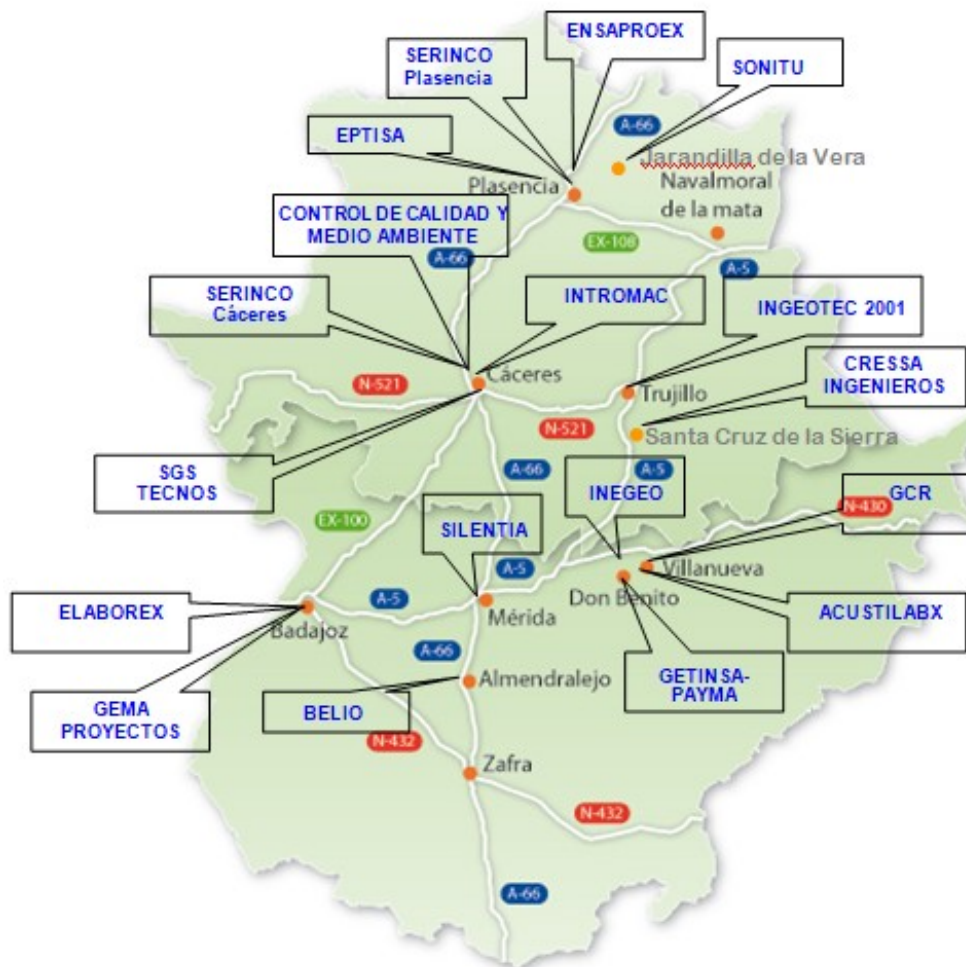 ENSAPROEX
SERINCO
Plasencia
SONITU
A-66
EPTISA
Jarandilla de la Vera
Plasencia
Navalmoral
de la mata
CONTROL DE CALIDAD Y
MEDIO AMBIENTE
EX-108
A-66
A-5
SERINCO
Cáceres
INTROMAC
INGEOTEC 2001
CRESSA
INGENIEROS
Cáceres
N-521
Trujillo
N-521
Santa Cruz de la Sierra
SGS
TECNOS
A-66
A-5
INEGEO
GCR
N-430
EX-100
SILENTIA
A-5
Villanueva
ELABOREX
A-5
Mérida
Don Benito
ACUSTILABX
Badajoz
A-66
GETINSA-
PAYMA
Almendralejo
GEMA
PROYECTOS
BELIO
N-432
Zafra
N-432
A-66